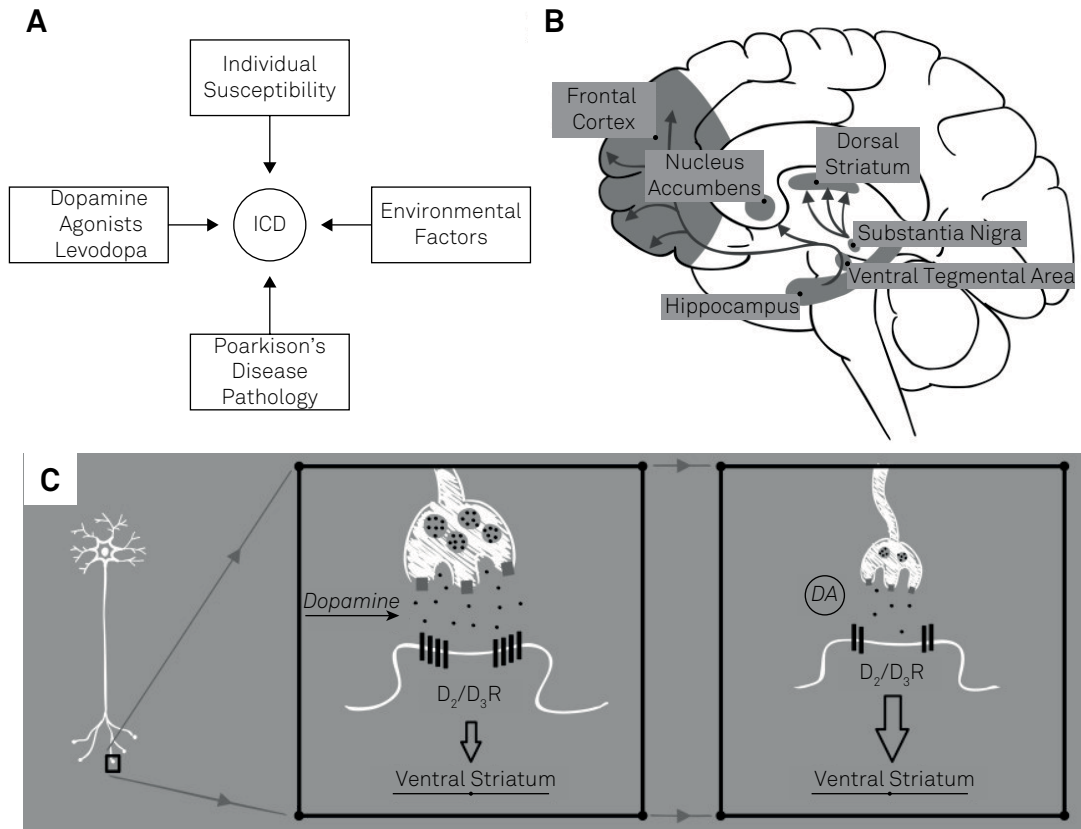 A
Individual
Susceptibility
Dopamine
Agonists
Levodopa
ICD
Environmental
Factors
Poarkison's
Disease
Pathology
B
Frontal
Cortex
Nucleus
Accumbens
Dorsal
Striatum
Substantia Nigra
Ventral Tegmental Area
Hippocampus
C
Dopamine
D₂/D₃R
Ventral Striatum
DA
D₂/D₃R
Ventral Striatum